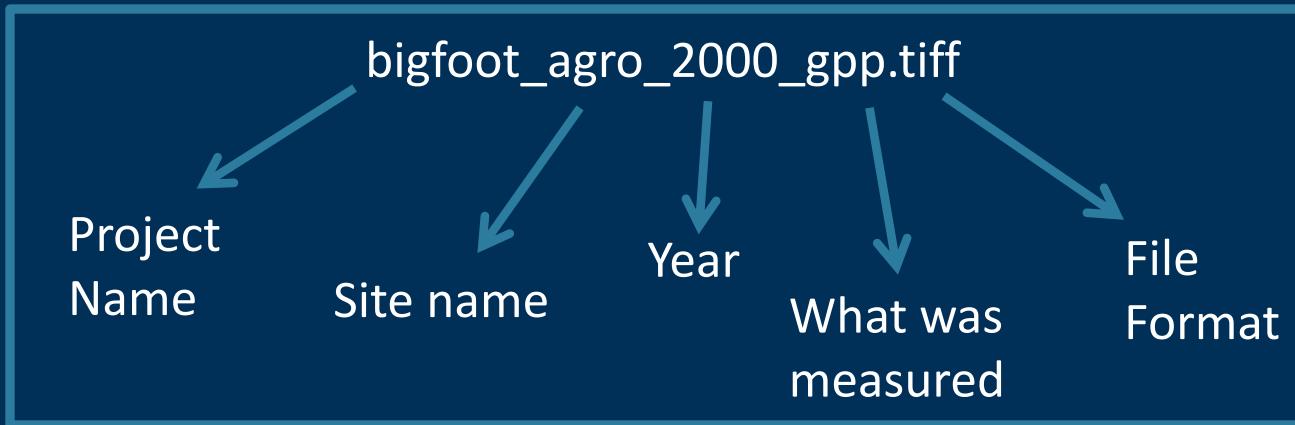 bigfoot_agro_2000_gpp.tiff
Project
Name
Site name
Year
What was
measured
File
Format